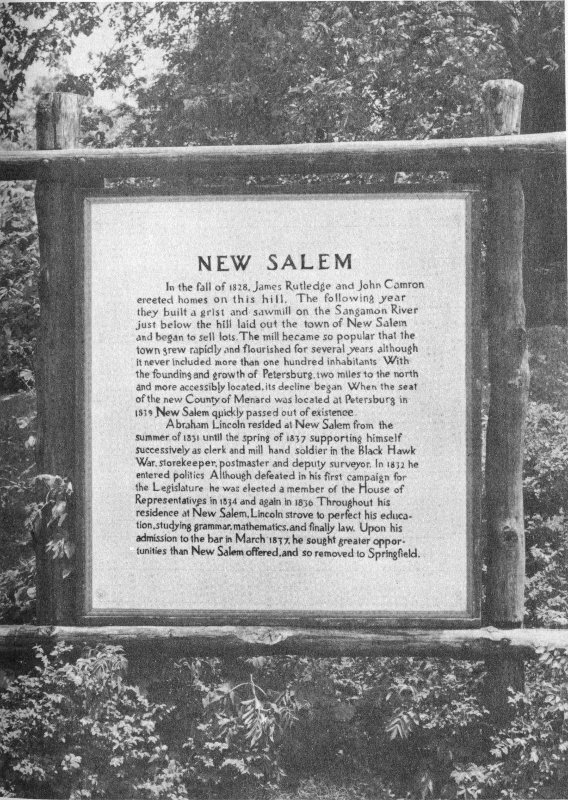 NEW SALEM
In the fall of 1828, James Rutledge and John Camron
erected homes on this hill. The following year
they built a grist and sawmill on the Sangamon River
just below the hill laid out the town of New Salem
and began to sell lots. The mill became so popular that the
town grew rapidly and flourished for several years although
it never included more than one hundred inhabitants With
the founding and growth of Petersburg, two miles to the north
and more accessibly located, its decline began When the seat
of the new County of Menard was located at Petersburg in
1839 New Salem quickly passed out of existence.
Abraham Lincoln resided at New Salem from the
summer of 1831 until the spring of 1837 supporting himself
successively as clerk and mill hand soldier in the Black Hawk
War, storekeeper, postmaster and deputy surveyor. In 1832 he
entered politics Although defeated in his first campaign for
the Legislature he was elected a member of the House of
Representatives in 1834 and again in 1836 Throughout his
residence at New Salem, Lincoln strove to perfect his educa-
tion, studying grammar, mathematics, and finally law. Upon his
admission to the bar in March 1837, he sought greater oppor-
tunities than New Salem offered, and so removed to Springfield.